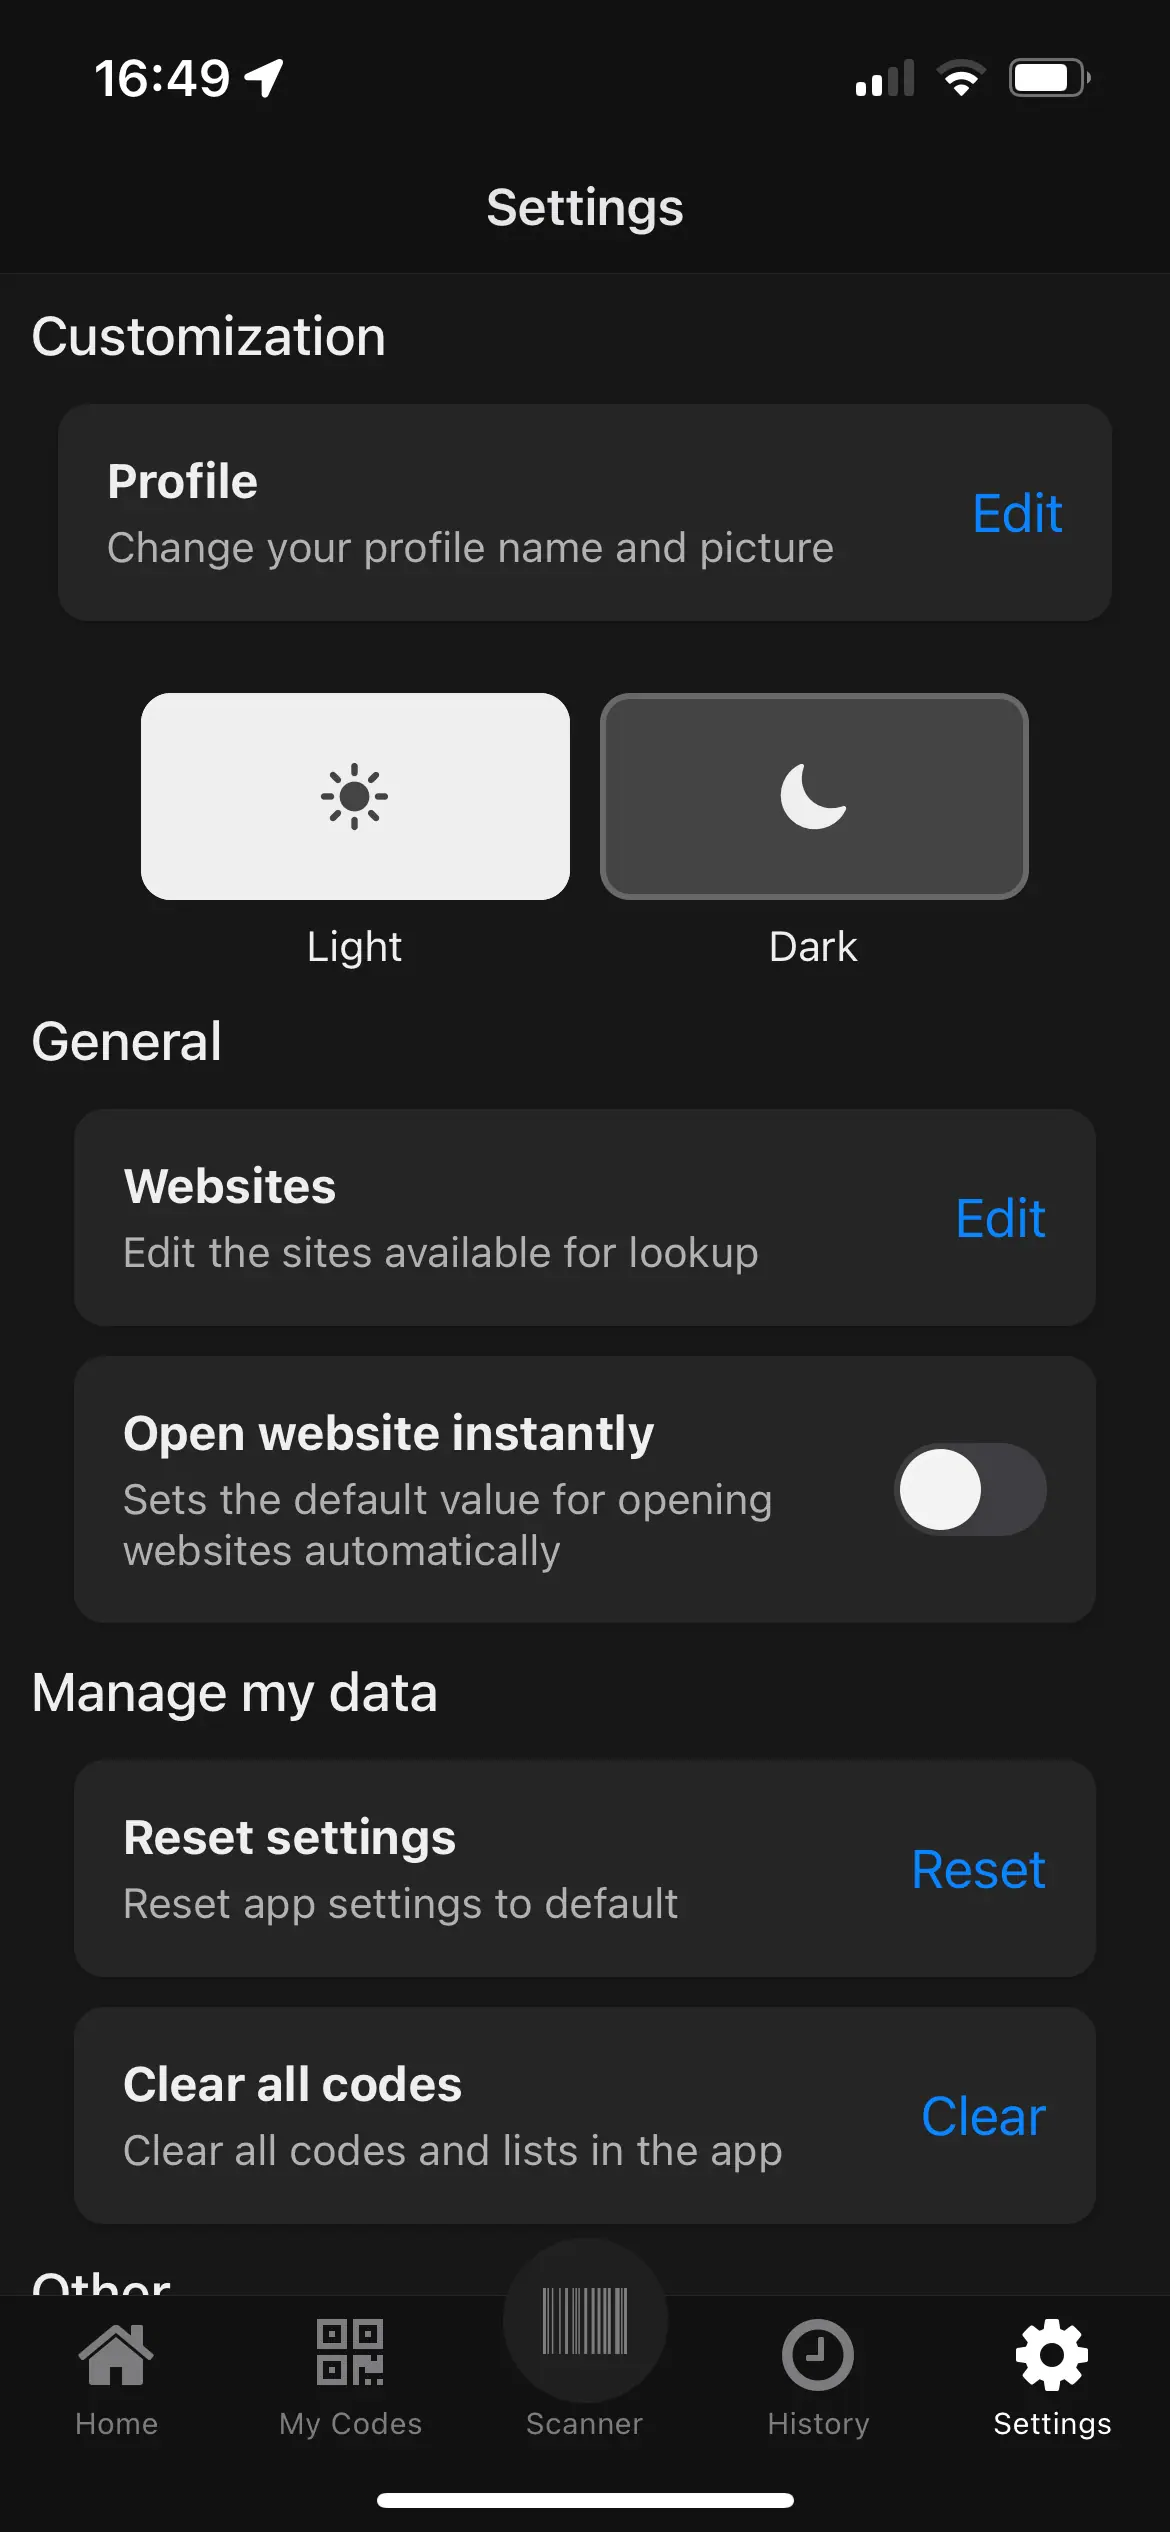 16:49
Settings
Customization
Profile
Change your profile name and picture
Edit
Light
Dark
General
Websites
Edit the sites available for lookup
Edit
Open website instantly
Sets the default value for opening
websites automatically
Manage my data
Reset settings
Reset app settings to default
Reset
Clear all codes
Clear all codes and lists in the app
Clear
Other
Home
My Codes
Scanner
History
Settings